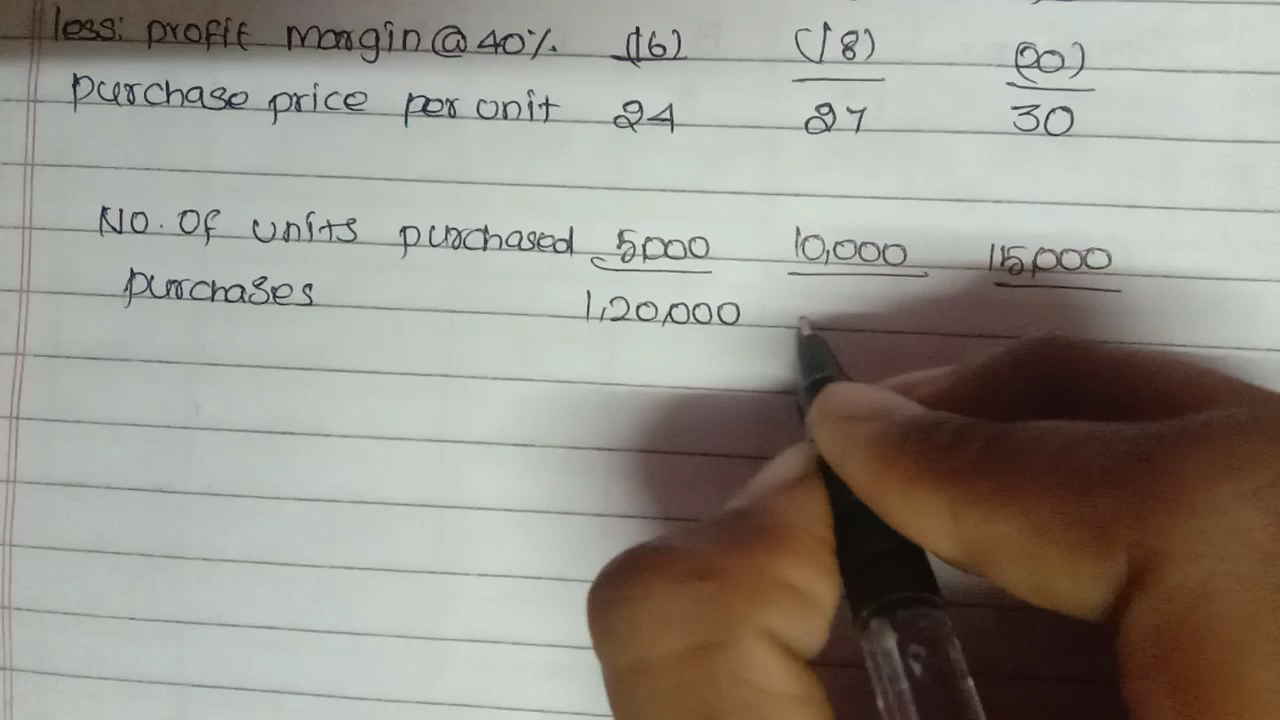 less: profit margin @ 40% (16) (18) (20)
purchase price per unit 24 27 30
No. Of units purchased 5000 10,000 15,000
purchases 1,20,000